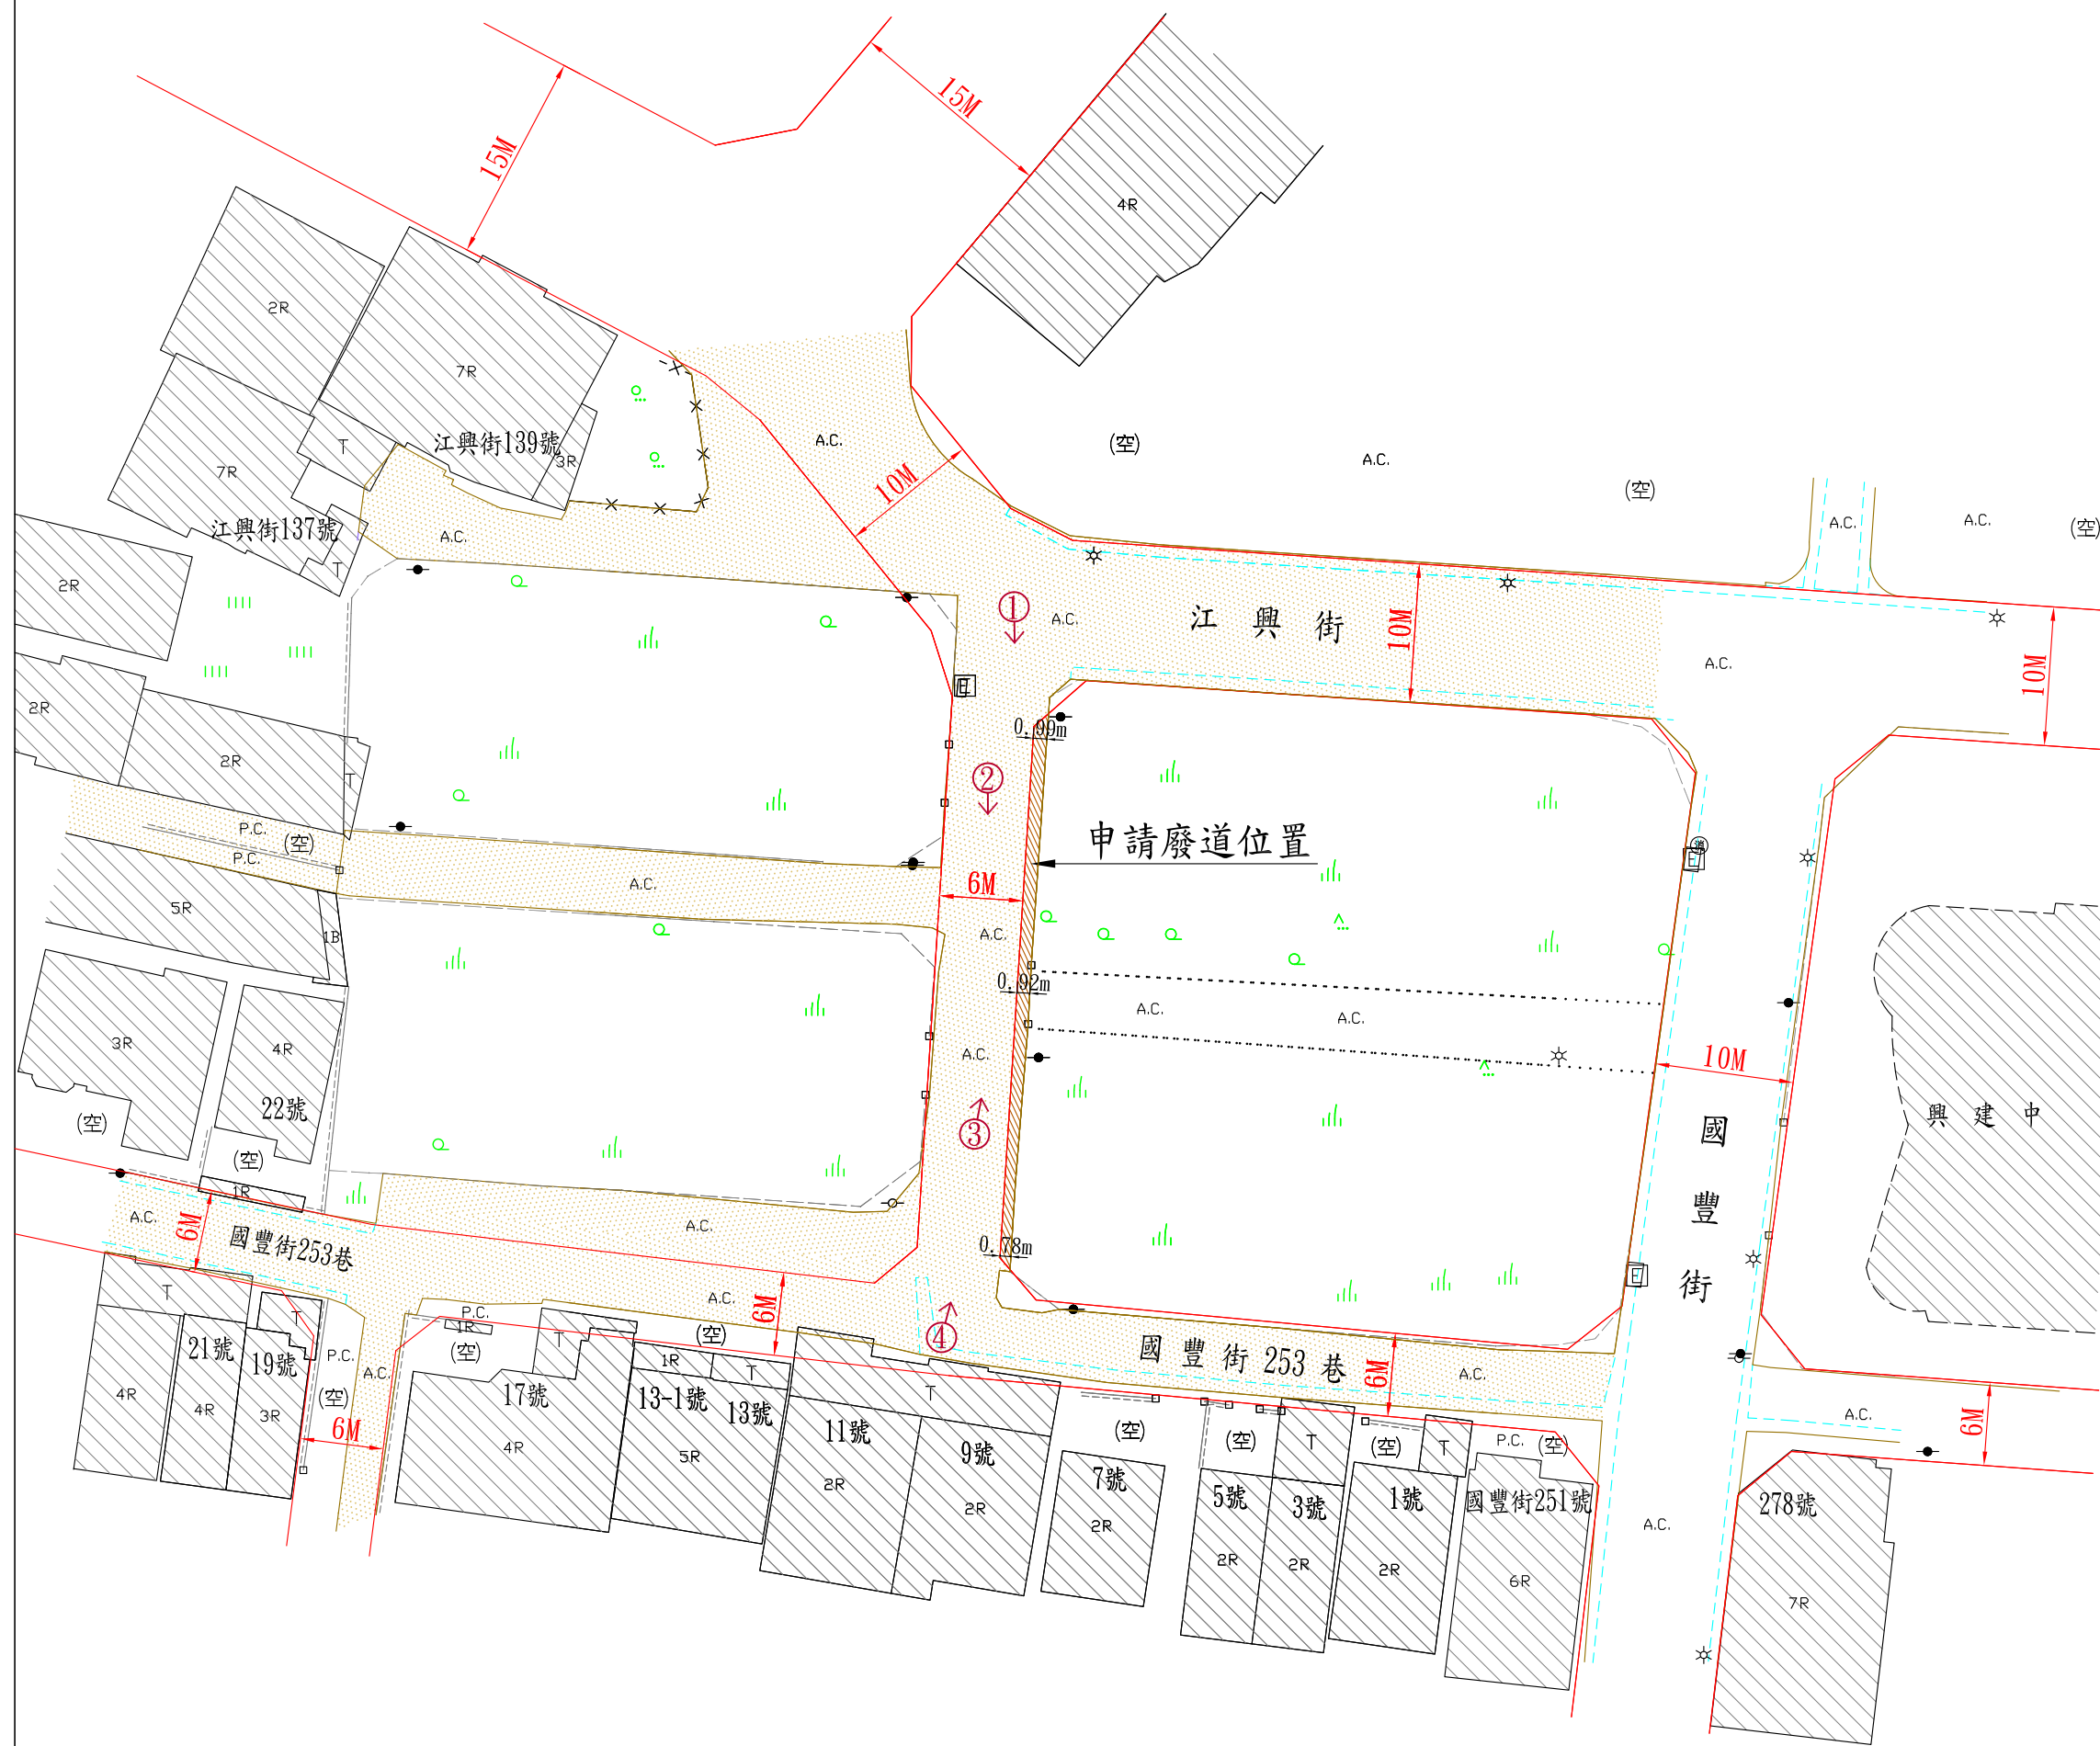 15M
15M
4R
2R
7R
江興街139號
3R
T
7R
江興街137號
T
A.C.
A.C.
10M
(空)
A.C.
(空)
A.C.
A.C.
(空)
2R
2R
2R
T
①
A.C.
江興街
10M
A.C.
10M
0.99m
②
申請廢道位置
P.C.
(空)
P.C.
A.C.
6M
5R
1B
A.C.
0.92m
A.C.
A.C.
A.C.
3R
4R
22號
(空)
(空)
1R
③
10M
國豐街
興建中
A.C.
6M
國豐街253巷
A.C.
0.78m
A.C.
6M
④
國豐街253巷
6M
A.C.
T
T
21號
19號
P.C.
(空)
A.C.
4R
4R
3R
6M
P.C.
1R
(空)
T
17號
4R
(空)
1R
T
13-1號
13號
5R
T
11號
9號
2R
2R
(空)
7號
2R
(空)
5號
2R
T
3號
2R
(空)
T
1號
2R
P.C.
(空)
國豐街251號
6R
A.C.
A.C.
6M
278號
7R